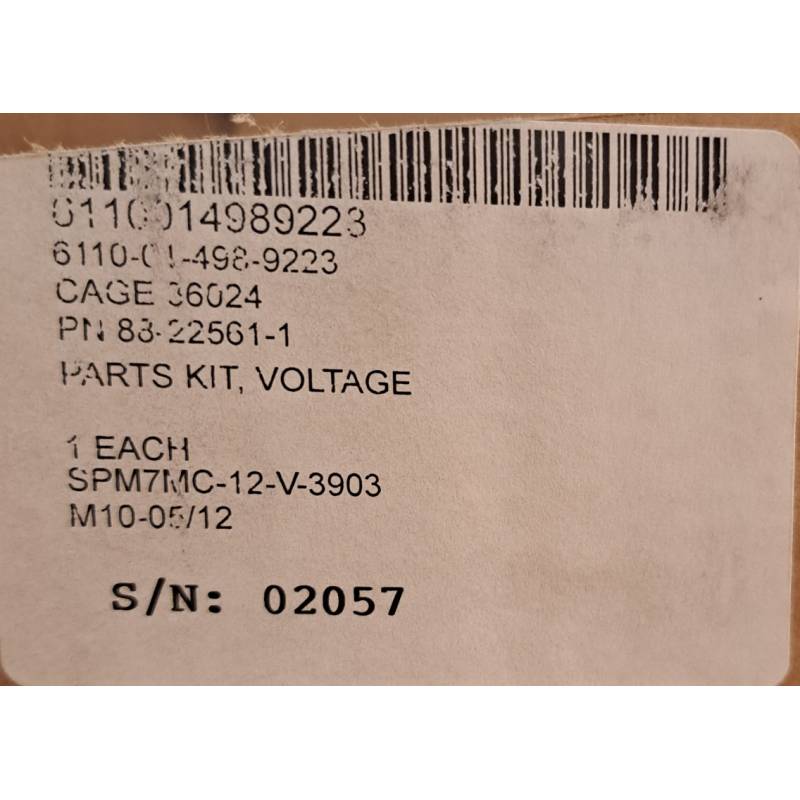 6110014989223
6110-01-498-9223
CAGE 36024
PN 88-22561-1
PARTS KIT, VOLTAGE
1 EACH
SPM7MC-12-V-3903
M10-05/12
S/N: 02057